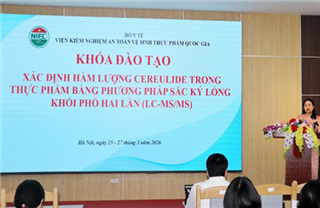 NIFC
BỘ Y TẾ
VIỆN KIỂM NGHIỆM AN TOÀN VỆ SINH THỰC PHẨM QUỐC GIA
KHÓA ĐÀO TẠO
XÁC ĐỊNH HÀM LƯỢNG CEREULIDE TRONG
THỰC PHẨM BẰNG PHƯƠNG PHÁP SẮC KÝ LỎNG
KHỐI PHỔ HAI LẦN (LC-MS/MS)
Hà Nội, ngày 25 - 27 tháng 3 năm 2026